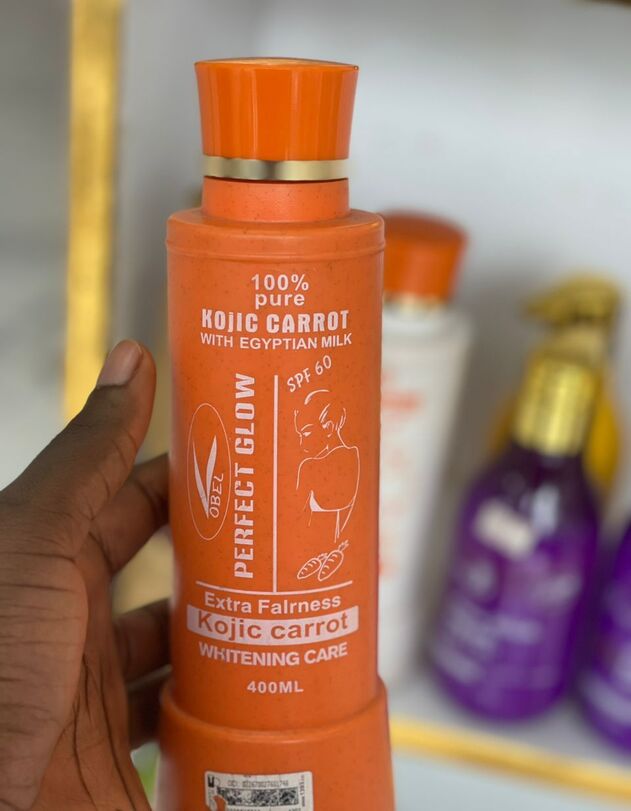 100%
pure
KOJIC CARROT
WITH EGYPTIAN MILK
SPF 60
PERFECT GLOW
OBEL
Extra Fairness
Kojic carrot
WHITENING CARE
400ML